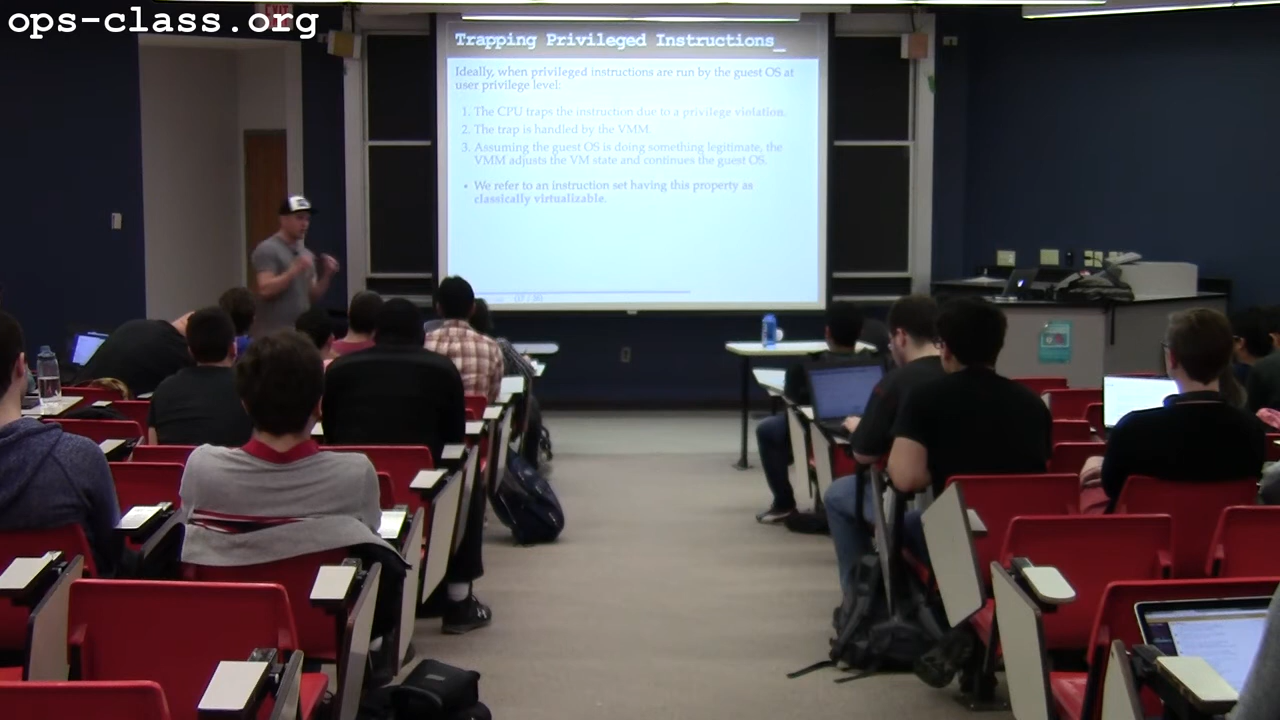 ops-class.org
EXIT
Trapping Privileged Instructions_
Ideally, when privileged instructions are run by the guest OS at
user privilege level:
1. The CPU traps the instruction due to a privilege violation.
2. The trap is handled by the VMM.
3. Assuming the guest OS is doing something legitimate, the
VMM adjusts the VM state and continues the guest OS.
• We refer to an instruction set having this property as
classically virtualizable.